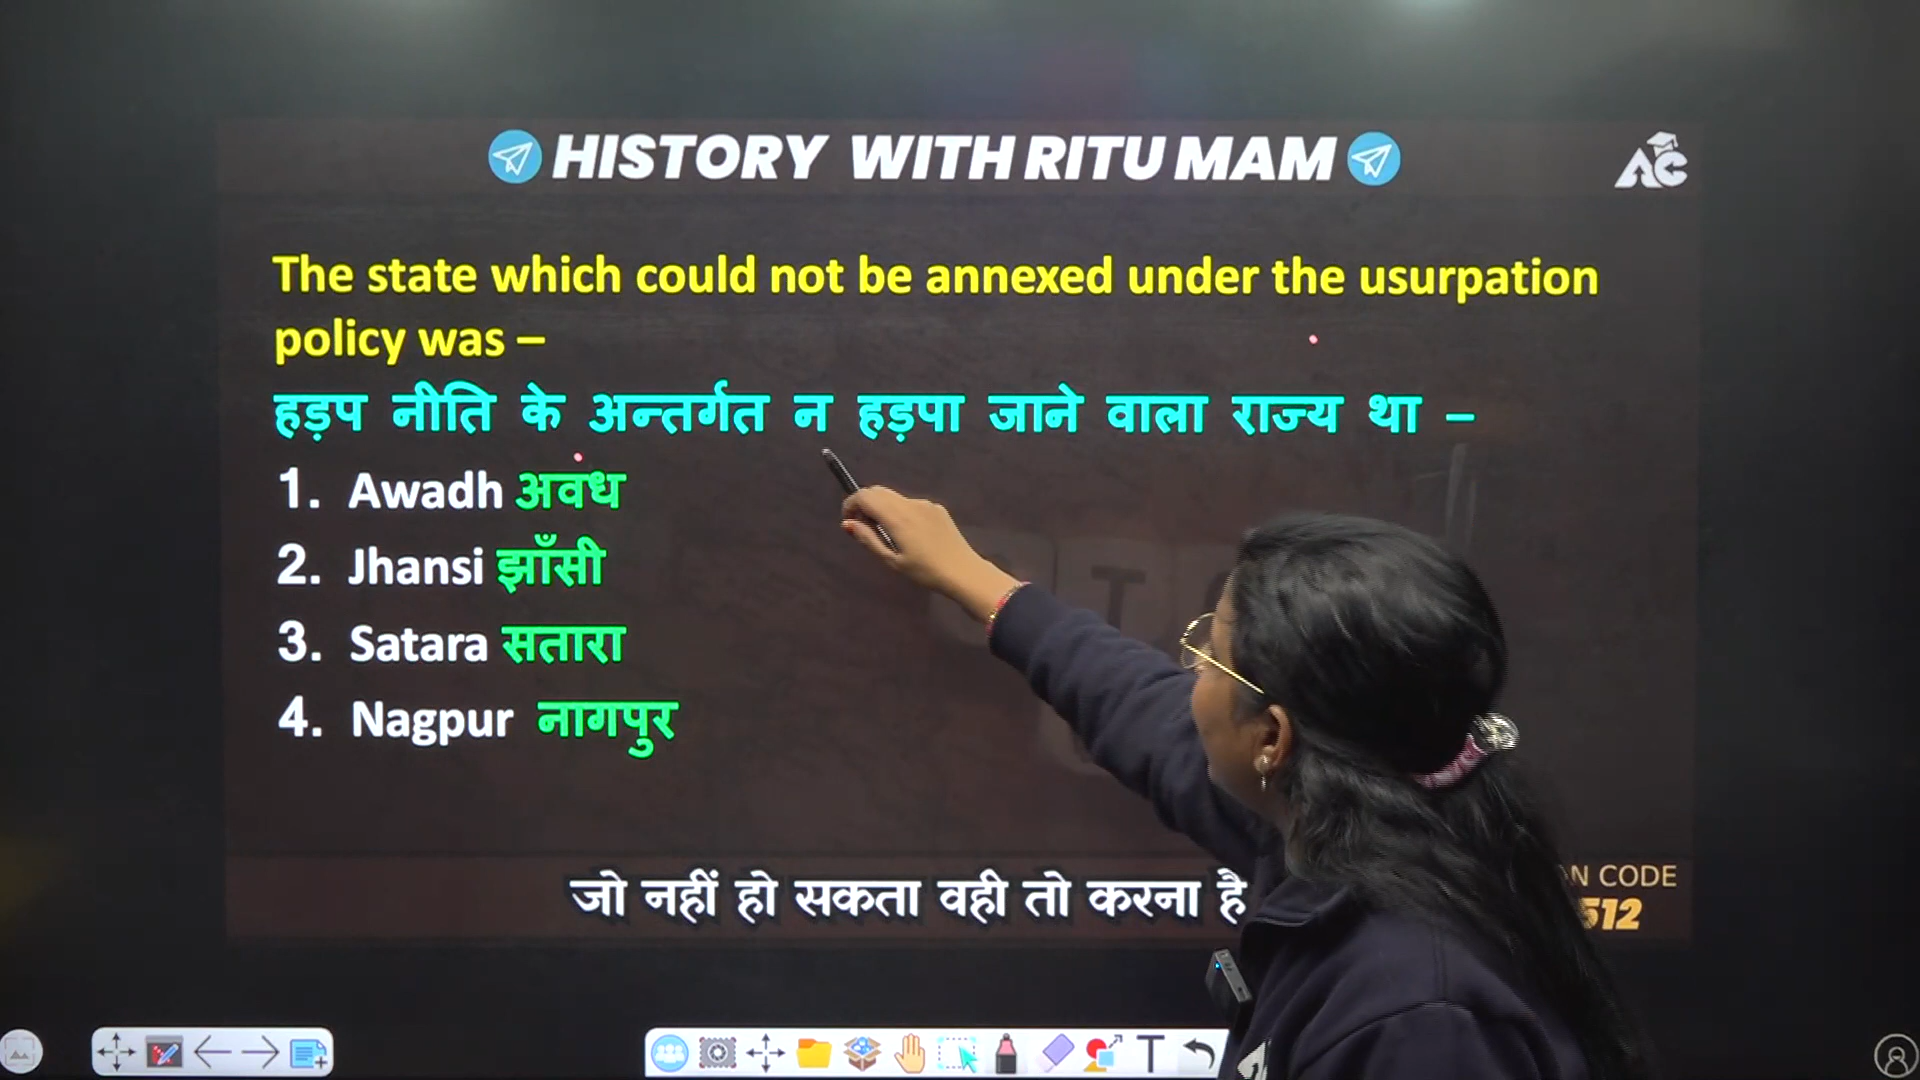 HISTORY WITH RITU MAM
AC
The state which could not be annexed under the usurpation
policy was –
हड़प नीति के अन्तर्गत न हड़पा जाने वाला राज्य था –
1. Awadh अवध
2. Jhansi झाँसी
3. Satara सतारा
4. Nagpur नागपुर
जो नहीं हो सकता वही तो करना है
CODE
512
T